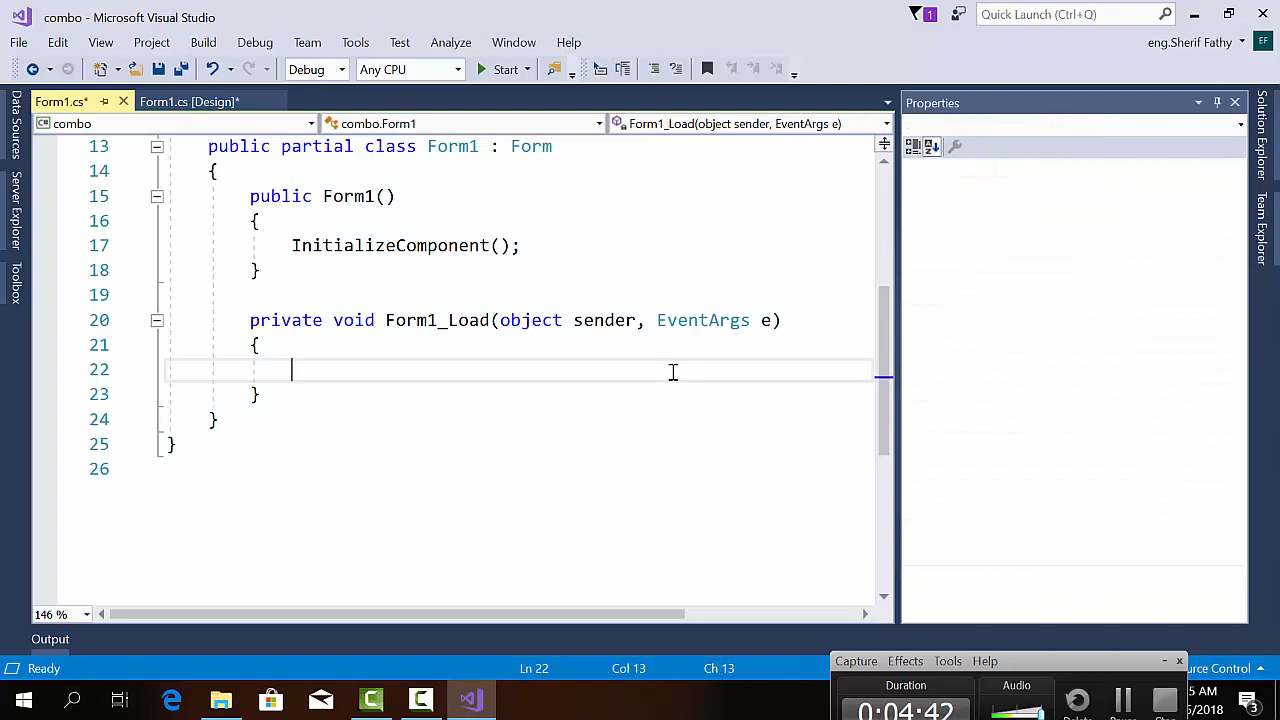 combo - Microsoft Visual Studio
1
Quick Launch (Ctrl+Q)
File Edit View Project Build Debug Team Tools Test Analyze Window Help
eng.Sherif Fathy
EF
Debug
Any CPU
Start
Form1.cs*
Form1.cs [Design]*
Properties
combo
combo.Form1
Form1_Load(object sender, EventArgs e)
Data Sources
Server Explorer
Toolbox
Solution Explorer
Team Explorer
13 public partial class Form1 : Form
14 {
15 public Form1()
16 {
17 InitializeComponent();
18 }
19
20 private void Form1_Load(object sender, EventArgs e)
21 {
22
23 }
24 }
25 }
26
146 %
Output
Ready
Ln 22
Col 13
Ch 13
Capture Effects Tools Help
Duration
0:04:42
Audio
3